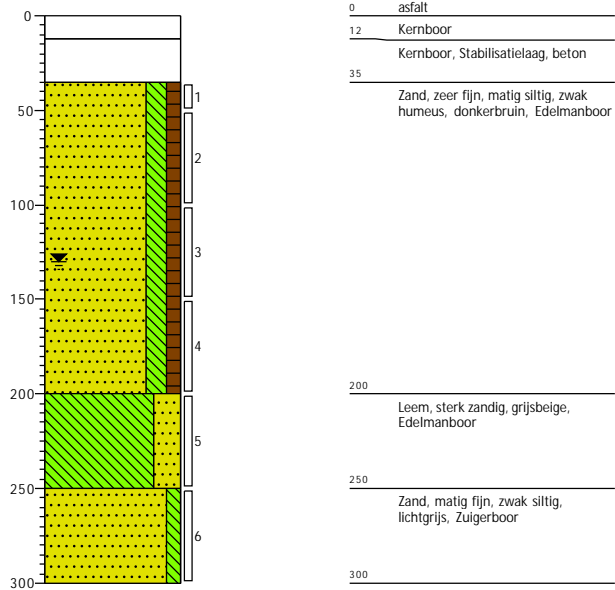 0
50
100
150
200
250
300
1
2
3
4
5
6
0
asfalt
12
Kernboor
Kernboor, Stabilisatielaag, beton
35
Zand, zeer fijn, matig siltig, zwak
humeus, donkerbruin, Edelmanboor
200
Leem, sterk zandig, grijsbeige,
Edelmanboor
250
Zand, matig fijn, zwak siltig,
lichtgrijs, Zuigerboor
300